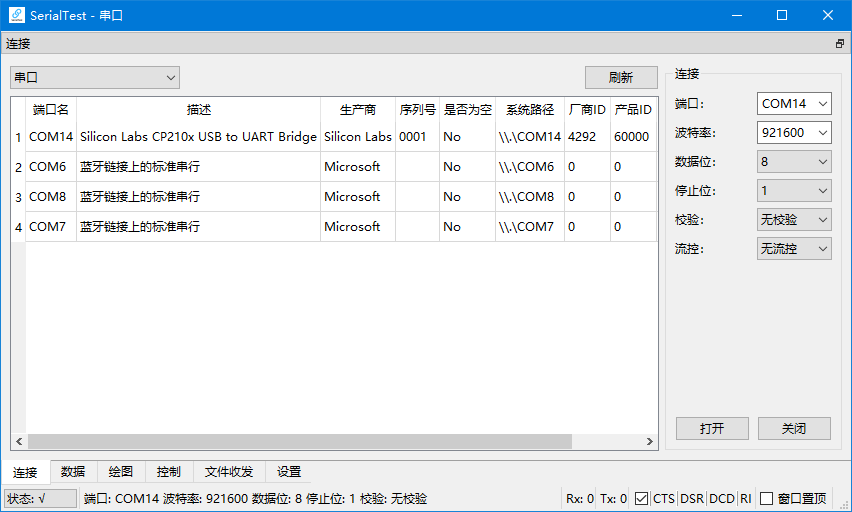 SerialTest - 串口
连接
串口
刷新
端口名 描述 生产商 序列号 是否为空 系统路径 厂商ID 产品ID
1 COM14 Silicon Labs CP210x USB to UART Bridge Silicon Labs 0001 No \\.\COM14 4292 60000
2 COM6 蓝牙链接上的标准串行 Microsoft No \\.\COM6 0 0
3 COM8 蓝牙链接上的标准串行 Microsoft No \\.\COM8 0 0
4 COM7 蓝牙链接上的标准串行 Microsoft No \\.\COM7 0 0
连接
端口: COM14
波特率: 921600
数据位: 8
停止位: 1
校验: 无校验
流控: 无流控
打开 关闭
连接 数据 绘图 控制 文件收发 设置
状态: √ 端口: COM14 波特率: 921600 数据位: 8 停止位: 1 校验: 无校验 Rx: 0 Tx: 0 CTS DSR DCD RI 窗口置顶